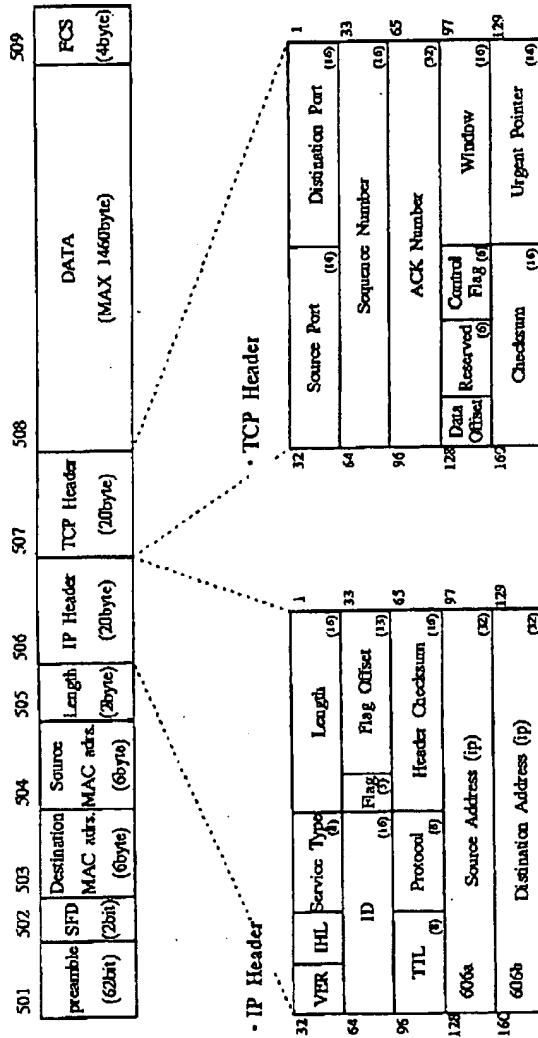 501 502 503 504 505 506 507 508 509
preamble SFD Destination Source Length IP Header TCP Header DATA FCS
MAC adrs. MAC adrs.
(62bit) (2bit) (6byte) (6byte) (2byte) (20byte) (20byte) (MAX 1460byte) (4byte)
· IP Header
32 1
VER IHL Service Type Length (16)
64 33
ID (16) Flag Flag Offset (13)
96 65
TTL (8) Protocol (8) Header Checksum (16)
128 97
606a Source Address (ip) (32)
160 129
606b Distination Address (ip) (32)
· TCP Header
32 1
Source Port (16) Distination Port (16)
64 33
Sequence Number (16)
96 65
ACK Number (32)
128 97
Data Offset Reserved (6) Control Flag (6) Window (16)
160 129
Checksum (16) Urgent Pointer (16)